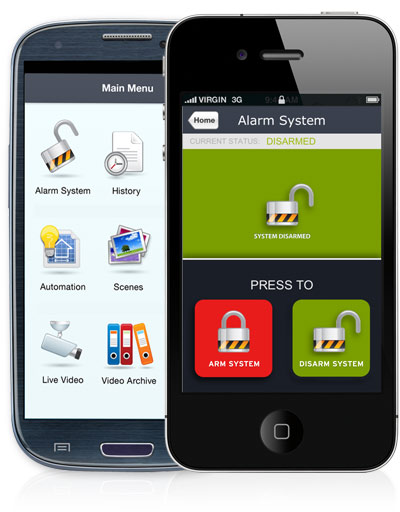 Main Menu
Alarm System
History
Automation
Scenes
Live Video
Video Archive
VIRGIN 3G
Home
Alarm System
CURRENT STATUS: DISARMED
SYSTEM DISARMED
PRESS TO
ARM SYSTEM
DISARM SYSTEM